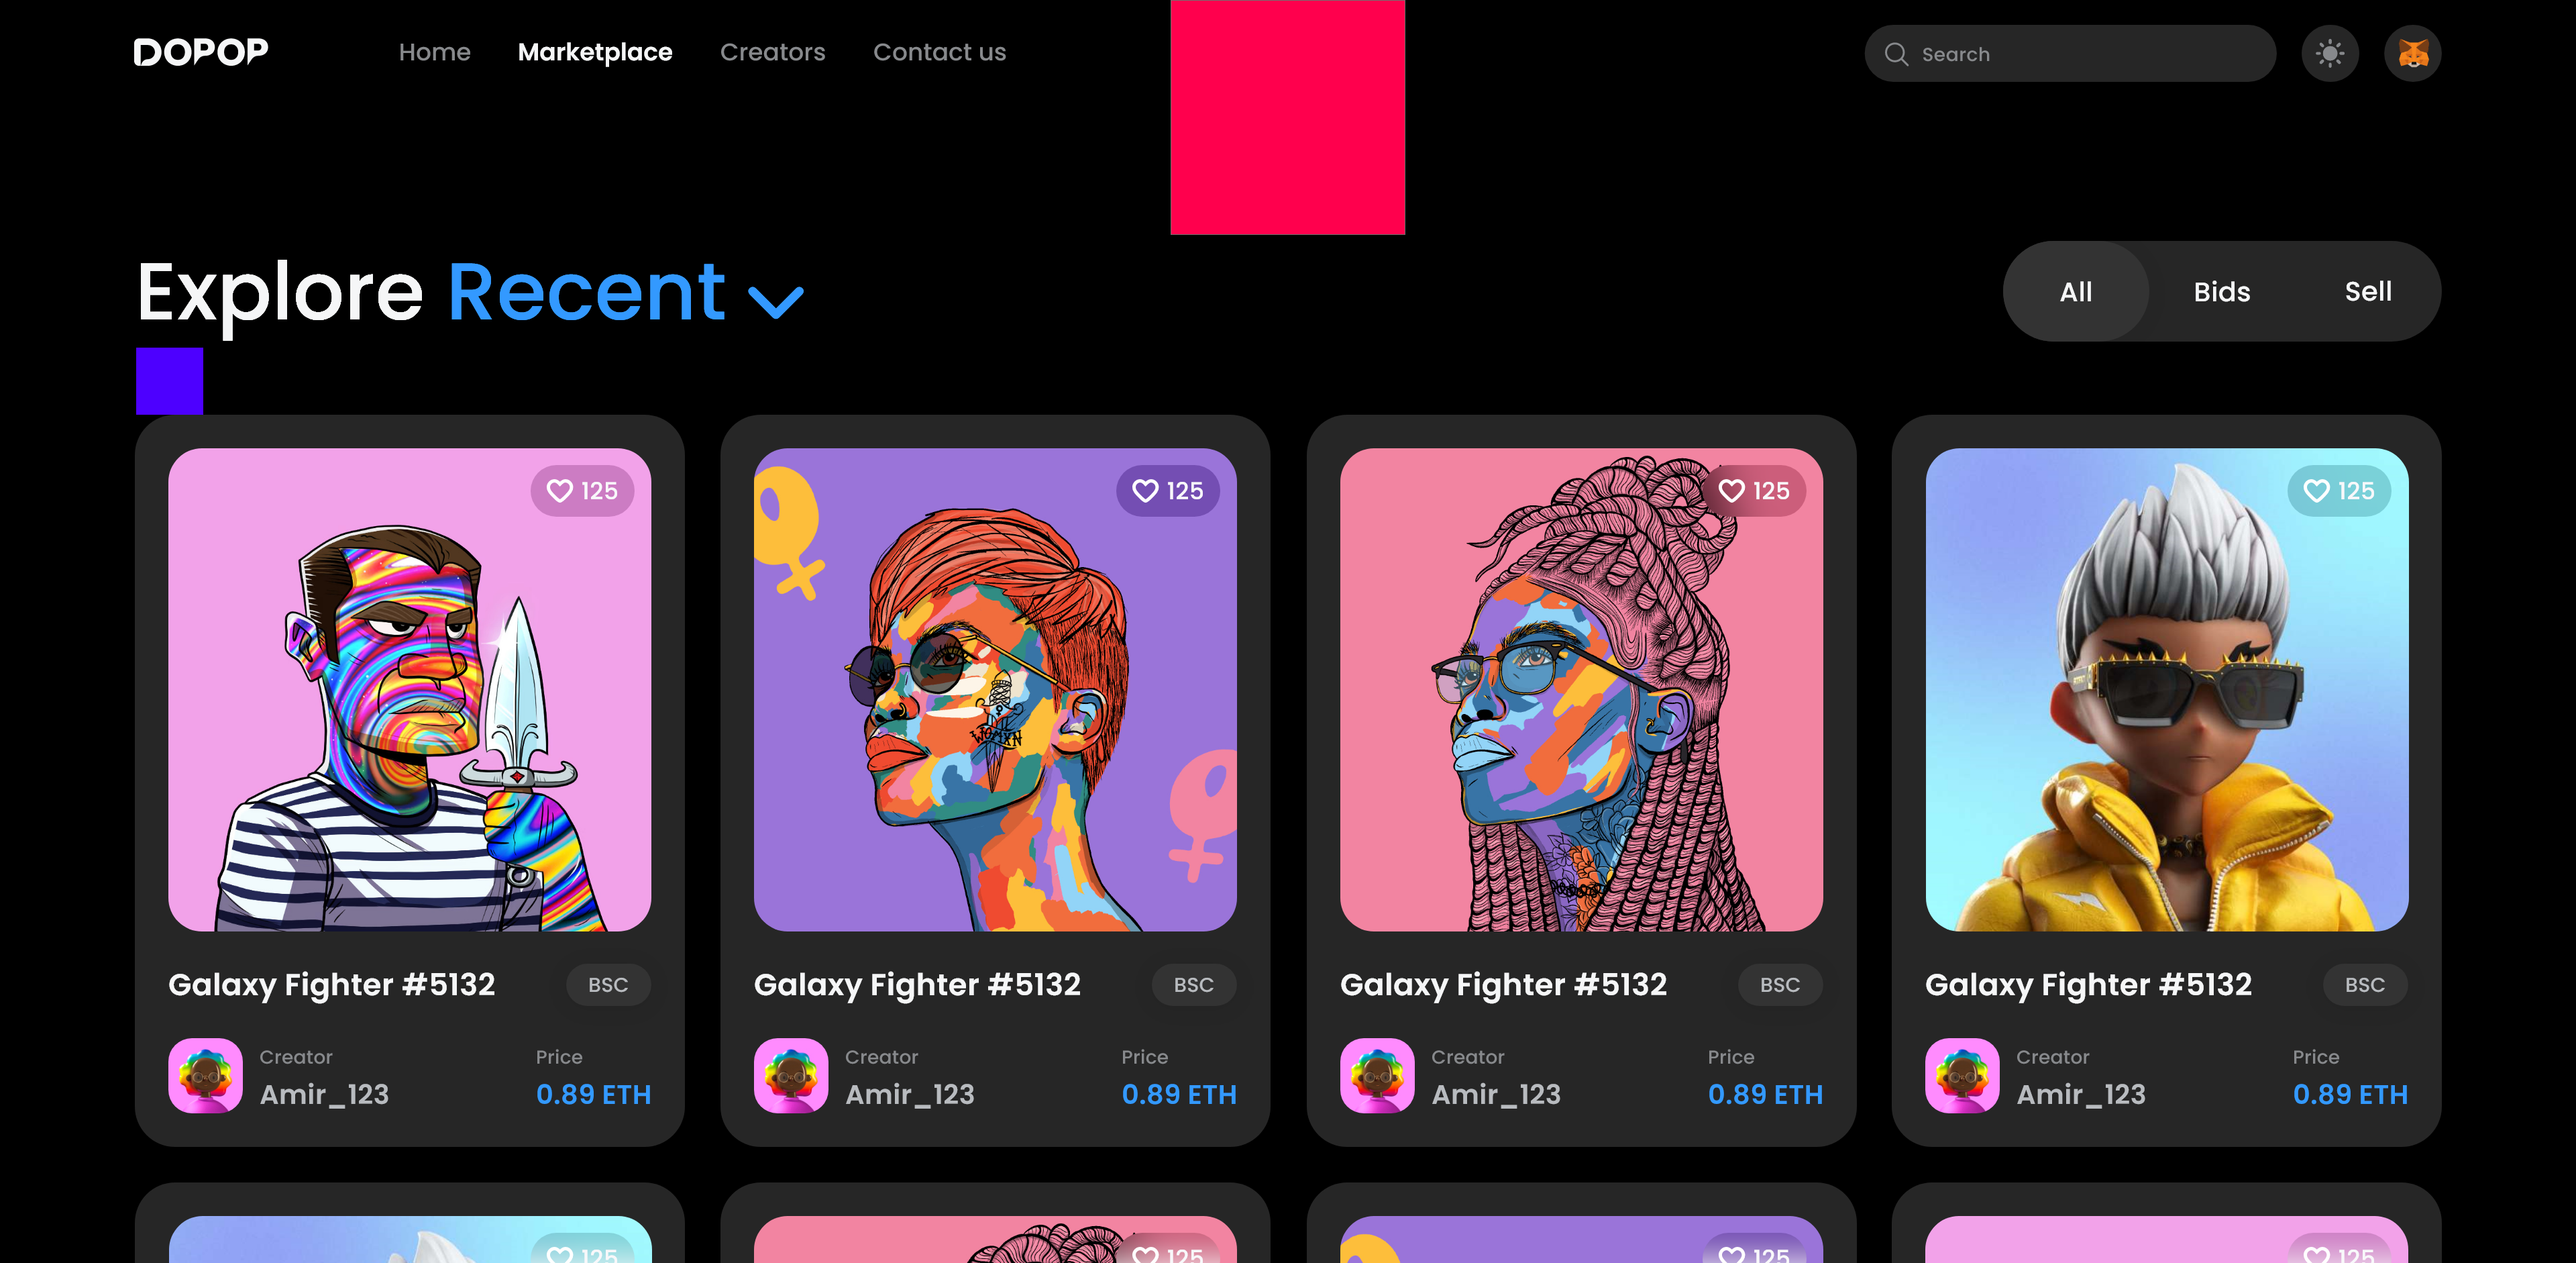 DOPOP Home Marketplace Creators Contact us Search
Explore Recent
All Bids Sell
125 125 125 125
WOMXN
Galaxy Fighter #5132 BSC Galaxy Fighter #5132 BSC Galaxy Fighter #5132 BSC Galaxy Fighter #5132 BSC
Creator Price Creator Price Creator Price Creator Price
Amir_123 0.89 ETH Amir_123 0.89 ETH Amir_123 0.89 ETH Amir_123 0.89 ETH
125 125 125 125